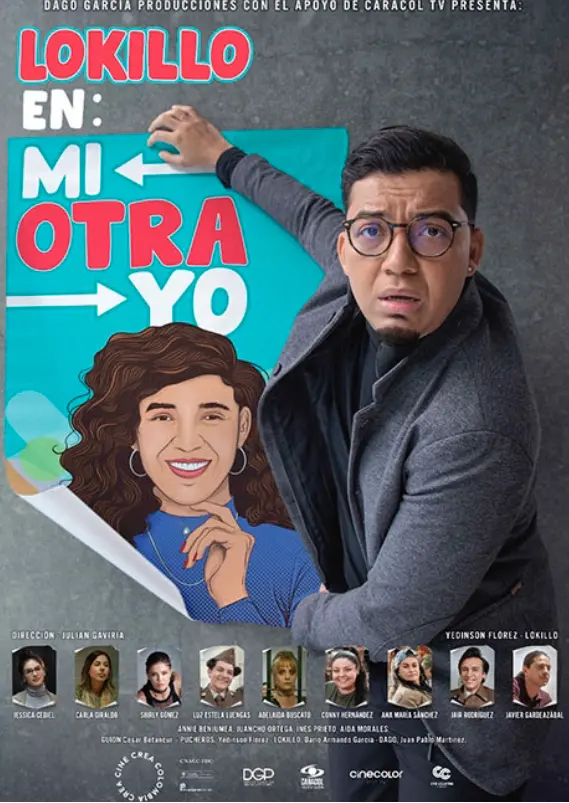 DAGO GARCÍA PRODUCCIONES CON EL APOYO DE CARACOL TV PRESENTA:
LOKILLO
EN:
MI
OTRA
YO
DIRECCIÓN JULIÁN GAVIRIA
YEDINSON FLÓREZ - LOKILLO
JESSICA CEDIEL CARLA GIRALDO SHIRLY GÓMEZ LUZ ESTELA LUENGAS ADELAIDA BUSCATO CONNY HERNÁNDEZ ANA MARÍA SÁNCHEZ JAIR RODRÍGUEZ JAVIER GARDEAZÁBAL
ANNIE BENJUMEA, JUANCHO ORTEGA, INÉS PRIETO, AIDA MORALES.
GUIÓN César Betancur - PUCHEROS, Yedinson Flórez - LOKILLO, Darío Armando García - DAGO, Juan Pablo Martínez.
CREA CINE CREA COLOMBIA
DGP
CARACOL
cinecolor
CC